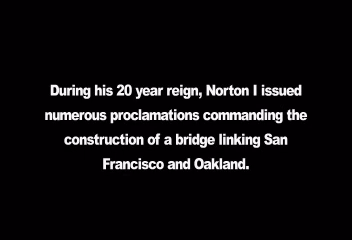 During his 20 year reign, Norton I issued
numerous proclamations commanding the
construction of a bridge linking San
Francisco and Oakland.